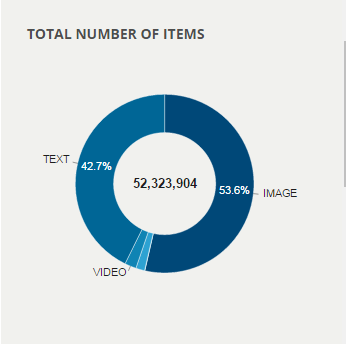 TOTAL NUMBER OF ITEMS
TEXT
42.7%
52,323,904
53.6%
IMAGE
VIDEO